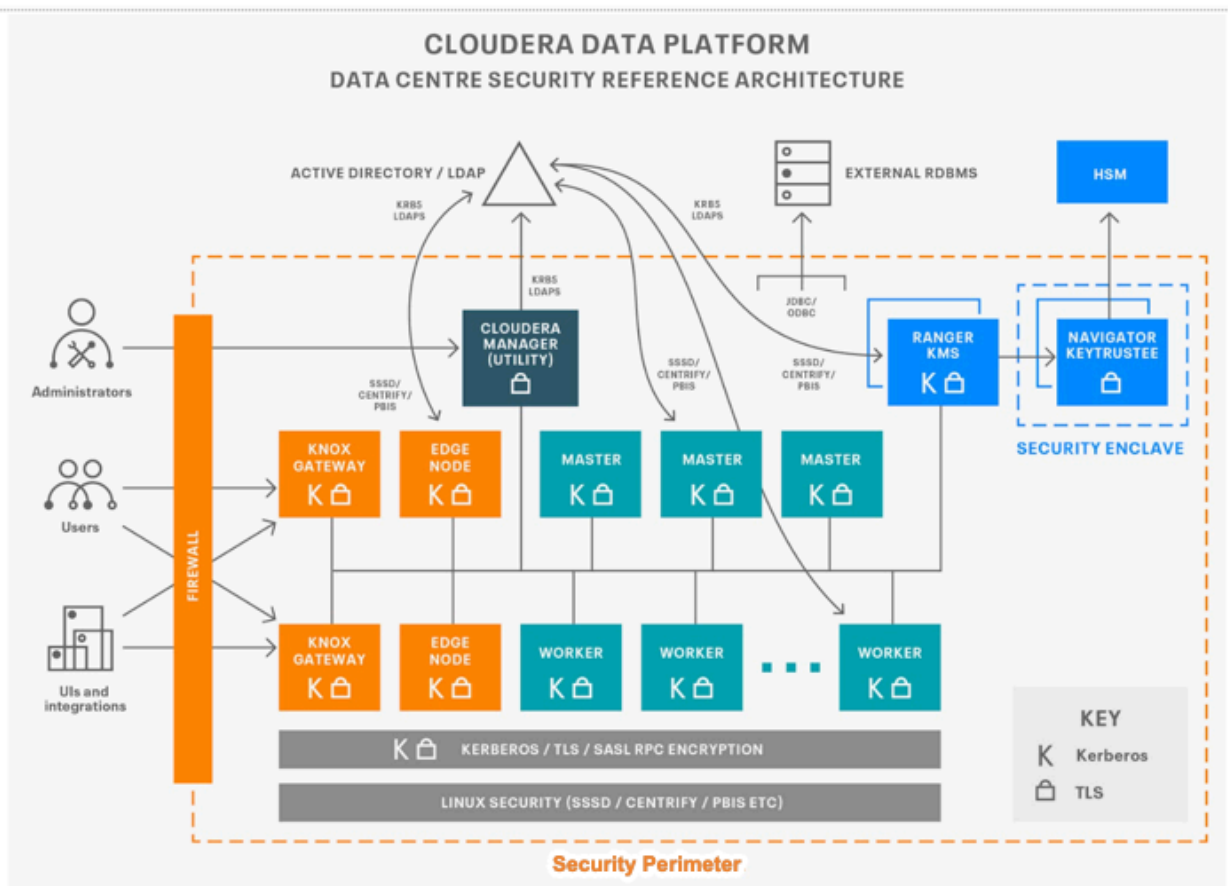 CLOUDERA DATA PLATFORM
DATA CENTRE SECURITY REFERENCE ARCHITECTURE
ACTIVE DIRECTORY / LDAP
EXTERNAL RDBMS
HSM
KRB5
LDAPS
KRB5
LDAPS
KRB5
LDAPS
JDBC/
ODBC
Administrators
CLOUDERA
MANAGER
(UTILITY)
RANGER
KMS
K
NAVIGATOR
KEYTRUSTEE
SECURITY ENCLAVE
SSSD/
CENTRIFY/
PBIS
SSSD/
CENTRIFY/
PBIS
SSSD/
CENTRIFY/
PBIS
Users
FIREWALL
KNOX
GATEWAY
K
EDGE
NODE
K
MASTER
K
MASTER
K
MASTER
K
UIs and
integrations
KNOX
GATEWAY
K
EDGE
NODE
K
WORKER
K
WORKER
K
WORKER
K
K KERBEROS / TLS / SASL RPC ENCRYPTION
LINUX SECURITY (SSSD / CENTRIFY / PBIS ETC)
KEY
K Kerberos
TLS
Security Perimeter